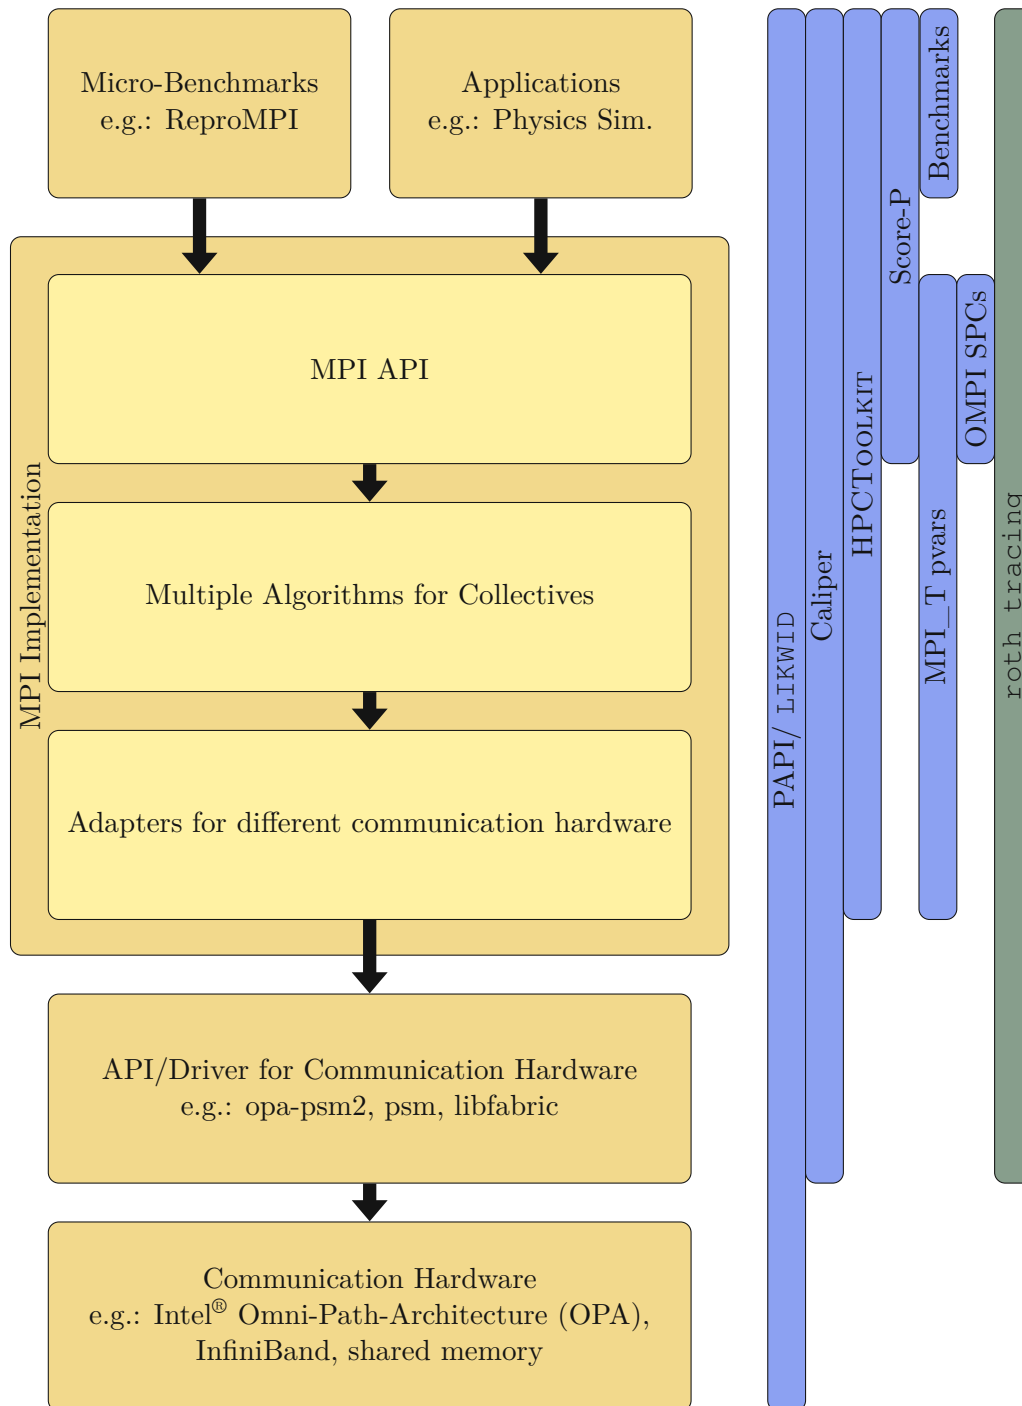 Micro-Benchmarks
e.g.: ReproMPI
Applications
e.g.: Physics Sim.
MPI Implementation
MPI API
Multiple Algorithms for Collectives
Adapters for different communication hardware
API/Driver for Communication Hardware
e.g.: opa-psm2, psm, libfabric
Communication Hardware
e.g.: Intel® Omni-Path-Architecture (OPA),
InfiniBand, shared memory
PAPI/ LIKWID
Caliper
HPCToolkit
Score-P
Benchmarks
MPI_T pvars
OMPI SPCs
roth tracing